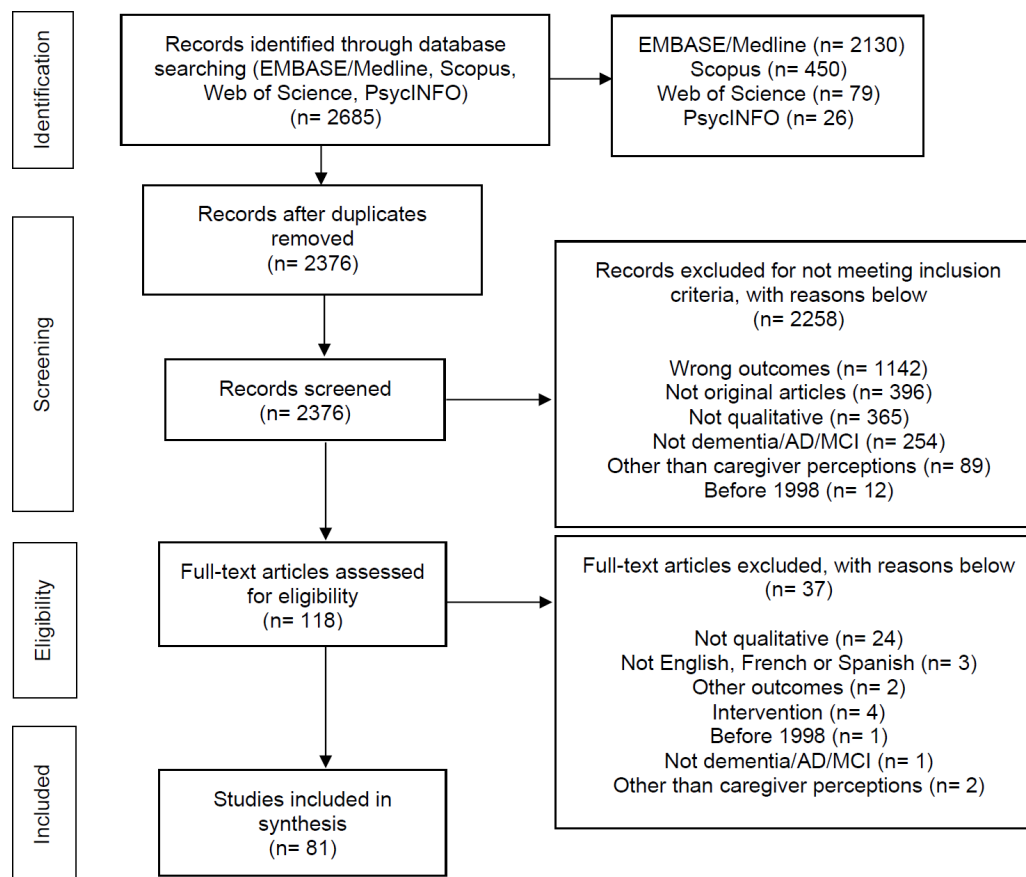 Identification
Records identified through database
searching (EMBASE/Medline, Scopus,
Web of Science, PsycINFO)
(n= 2685)
EMBASE/Medline (n= 2130)
Scopus (n= 450)
Web of Science (n= 79)
PsycINFO (n= 26)
Screening
Records after duplicates
removed
(n= 2376)
Records screened
(n= 2376)
Records excluded for not meeting inclusion
criteria, with reasons below
(n= 2258)
Wrong outcomes (n= 1142)
Not original articles (n= 396)
Not qualitative (n= 365)
Not dementia/AD/MCI (n= 254)
Other than caregiver perceptions (n= 89)
Before 1998 (n= 12)
Eligibility
Full-text articles assessed
for eligibility
(n= 118)
Full-text articles excluded, with reasons below
(n= 37)
Not qualitative (n= 24)
Not English, French or Spanish (n= 3)
Other outcomes (n= 2)
Intervention (n= 4)
Before 1998 (n= 1)
Not dementia/AD/MCI (n= 1)
Other than caregiver perceptions (n= 2)
Included
Studies included in
synthesis
(n= 81)